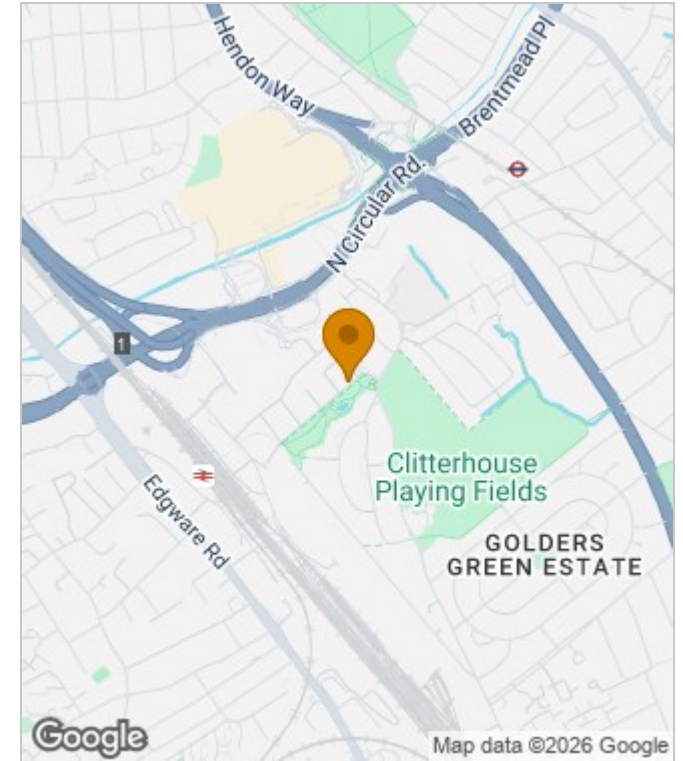 Hendon Way
Brentmead Pl
N Circular Rd.
1
Clitterhouse
Playing Fields
Edgware Rd
GOLDERS
GREEN ESTATE
Google
Map data ©2026 Google